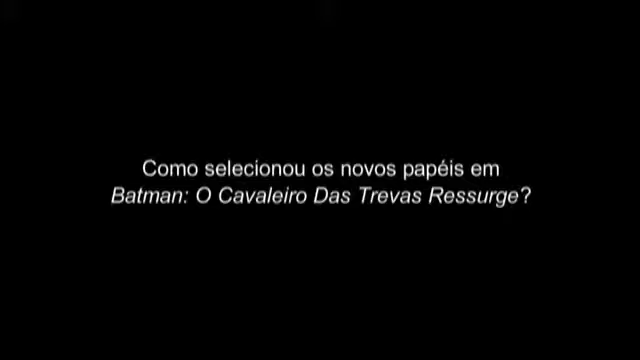 Como selecionou os novos papéis em
Batman: O Cavaleiro Das Trevas Ressurge?